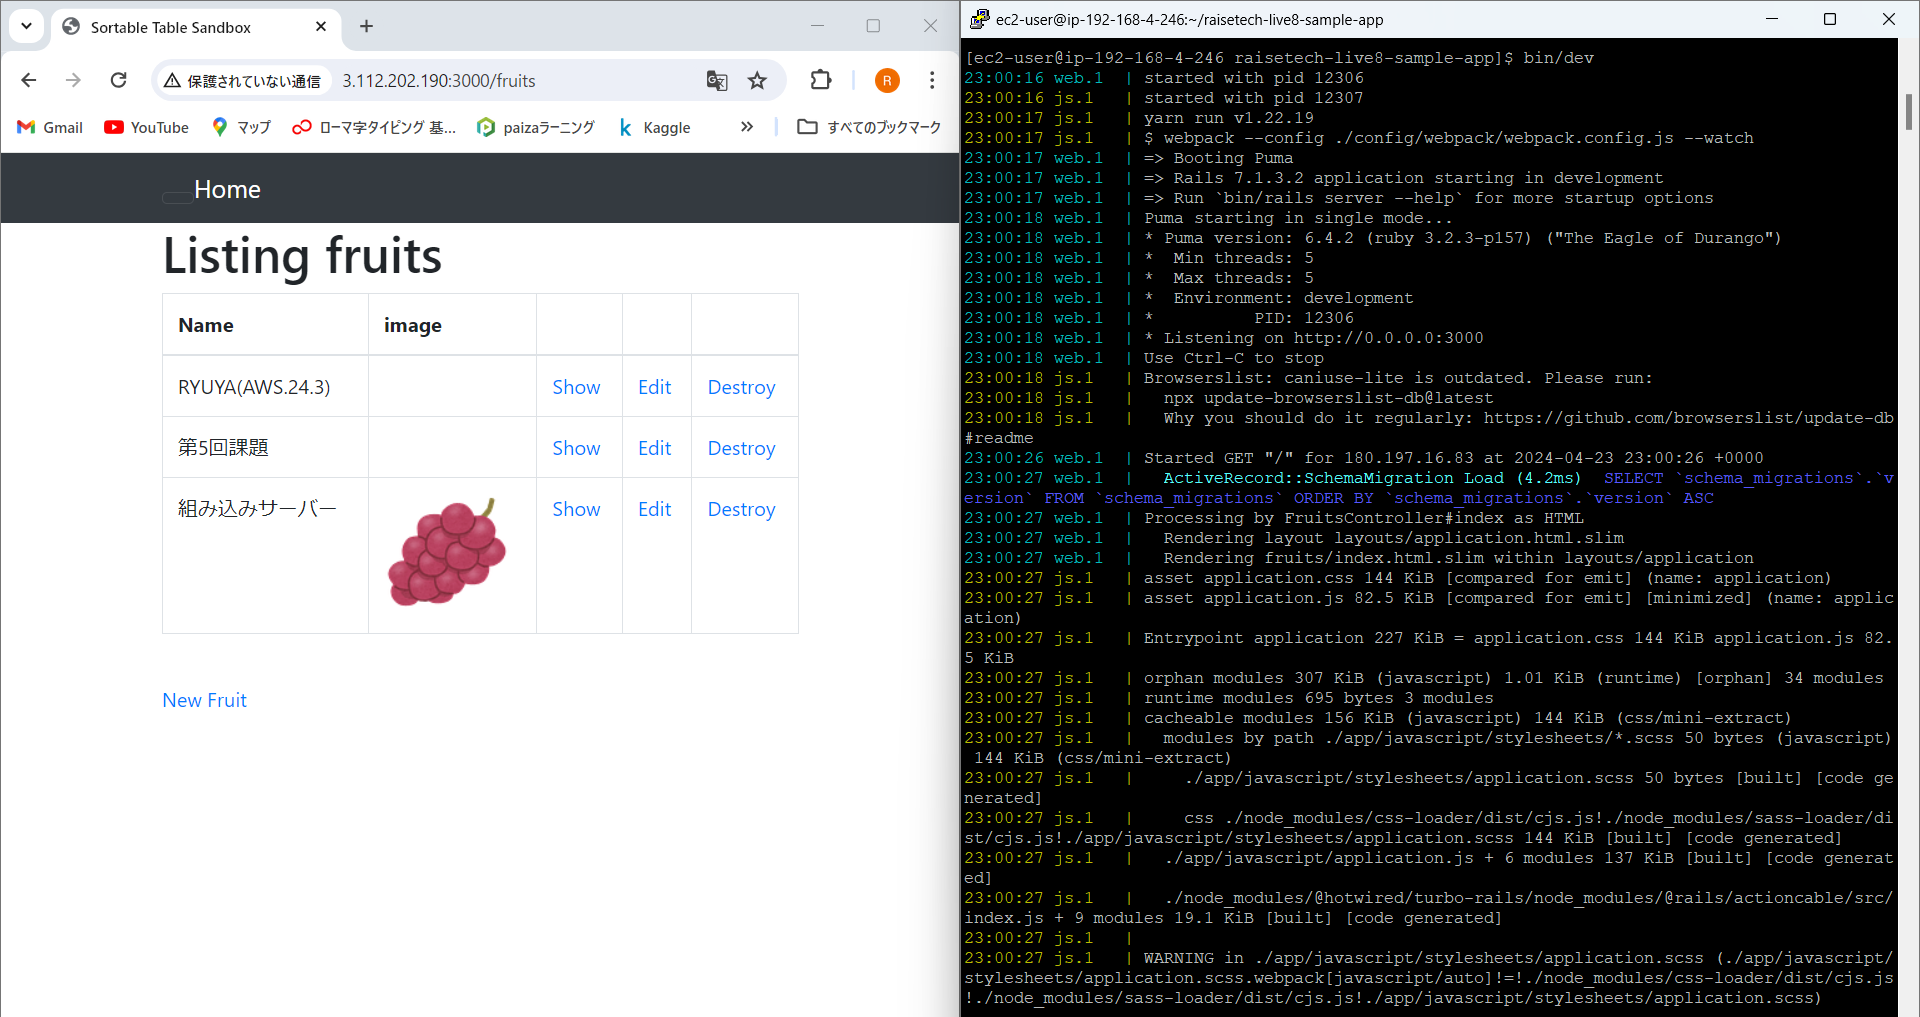 Sortable Table Sandbox
保護されていない通信
3.112.202.190:3000/fruits
R
Gmail
YouTube
マップ
ローマ字タイピング 基...
paizaラーニング
Kaggle
»
すべてのブックマーク
Home
Listing fruits
Name image
RYUYA(AWS.24.3) Show Edit Destroy
第5回課題 Show Edit Destroy
組み込みサーバー Show Edit Destroy
New Fruit
ec2-user@ip-192-168-4-246:~/raisetech-live8-sample-app
[ec2-user@ip-192-168-4-246 raisetech-live8-sample-app]$ bin/dev
23:00:16 web.1  | started with pid 12306
23:00:16 js.1   | started with pid 12307
23:00:17 js.1   | yarn run v1.22.19
23:00:17 js.1   | $ webpack --config ./config/webpack/webpack.config.js --watch
23:00:17 web.1  | => Booting Puma
23:00:17 web.1  | => Rails 7.1.3.2 application starting in development
23:00:17 web.1  | => Run `bin/rails server --help` for more startup options
23:00:18 web.1  | Puma starting in single mode...
23:00:18 web.1  | * Puma version: 6.4.2 (ruby 3.2.3-p157) ("The Eagle of Durango")
23:00:18 web.1  | *  Min threads: 5
23:00:18 web.1  | *  Max threads: 5
23:00:18 web.1  | *  Environment: development
23:00:18 web.1  | *          PID: 12306
23:00:18 web.1  | * Listening on http://0.0.0.0:3000
23:00:18 web.1  | Use Ctrl-C to stop
23:00:18 js.1   | Browserslist: caniuse-lite is outdated. Please run:
23:00:18 js.1   |   npx update-browserslist-db@latest
23:00:18 js.1   |   Why you should do it regularly: https://github.com/browserslist/update-db
#readme
23:00:26 web.1  | Started GET "/" for 180.197.16.83 at 2024-04-23 23:00:26 +0000
23:00:27 web.1  |   ActiveRecord::SchemaMigration Load (4.2ms)  SELECT `schema_migrations`.`v
ersion` FROM `schema_migrations` ORDER BY `schema_migrations`.`version` ASC
23:00:27 web.1  | Processing by FruitsController#index as HTML
23:00:27 web.1  |   Rendering layout layouts/application.html.slim
23:00:27 web.1  |   Rendering fruits/index.html.slim within layouts/application
23:00:27 js.1   | asset application.css 144 KiB [compared for emit] (name: application)
23:00:27 js.1   | asset application.js 82.5 KiB [compared for emit] [minimized] (name: applic
ation)
23:00:27 js.1   | Entrypoint application 227 KiB = application.css 144 KiB application.js 82.
5 KiB
23:00:27 js.1   | orphan modules 307 KiB (javascript) 1.01 KiB (runtime) [orphan] 34 modules
23:00:27 js.1   | runtime modules 695 bytes 3 modules
23:00:27 js.1   | cacheable modules 156 KiB (javascript) 144 KiB (css/mini-extract)
23:00:27 js.1   |   modules by path ./app/javascript/stylesheets/*.scss 50 bytes (javascript)
 144 KiB (css/mini-extract)
23:00:27 js.1   |     ./app/javascript/stylesheets/application.scss 50 bytes [built] [code ge
nerated]
23:00:27 js.1   |     css ./node_modules/css-loader/dist/cjs.js!./node_modules/sass-loader/di
st/cjs.js!./app/javascript/stylesheets/application.scss 144 KiB [built] [code generated]
23:00:27 js.1   |   ./app/javascript/application.js + 6 modules 137 KiB [built] [code generat
ed]
23:00:27 js.1   |   ./node_modules/@hotwired/turbo-rails/node_modules/@rails/actioncable/src/
index.js + 9 modules 19.1 KiB [built] [code generated]
23:00:27 js.1   |
23:00:27 js.1   | WARNING in ./app/javascript/stylesheets/application.scss (./app/javascript/
stylesheets/application.scss.webpack[javascript/auto]!=!./node_modules/css-loader/dist/cjs.js
!./node_modules/sass-loader/dist/cjs.js!./app/javascript/stylesheets/application.scss)